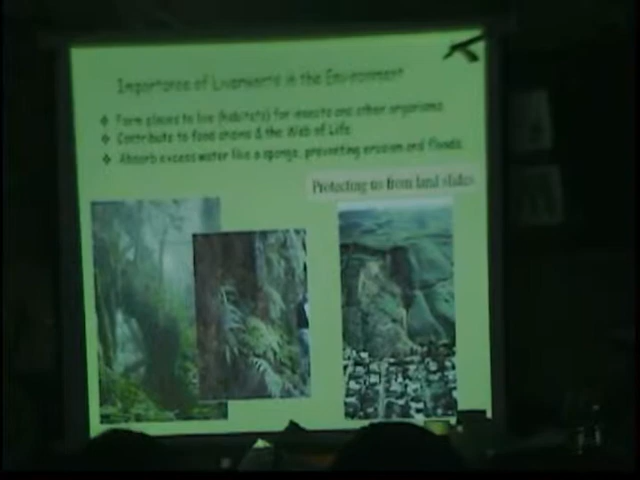 Importance of Liverworts in the Environment
Form places to live (habitats) for insects and other organisms
Contribute to food chains & the Web of Life
Absorb excess water like a sponge, preventing erosion and floods.
Protecting us from land slides